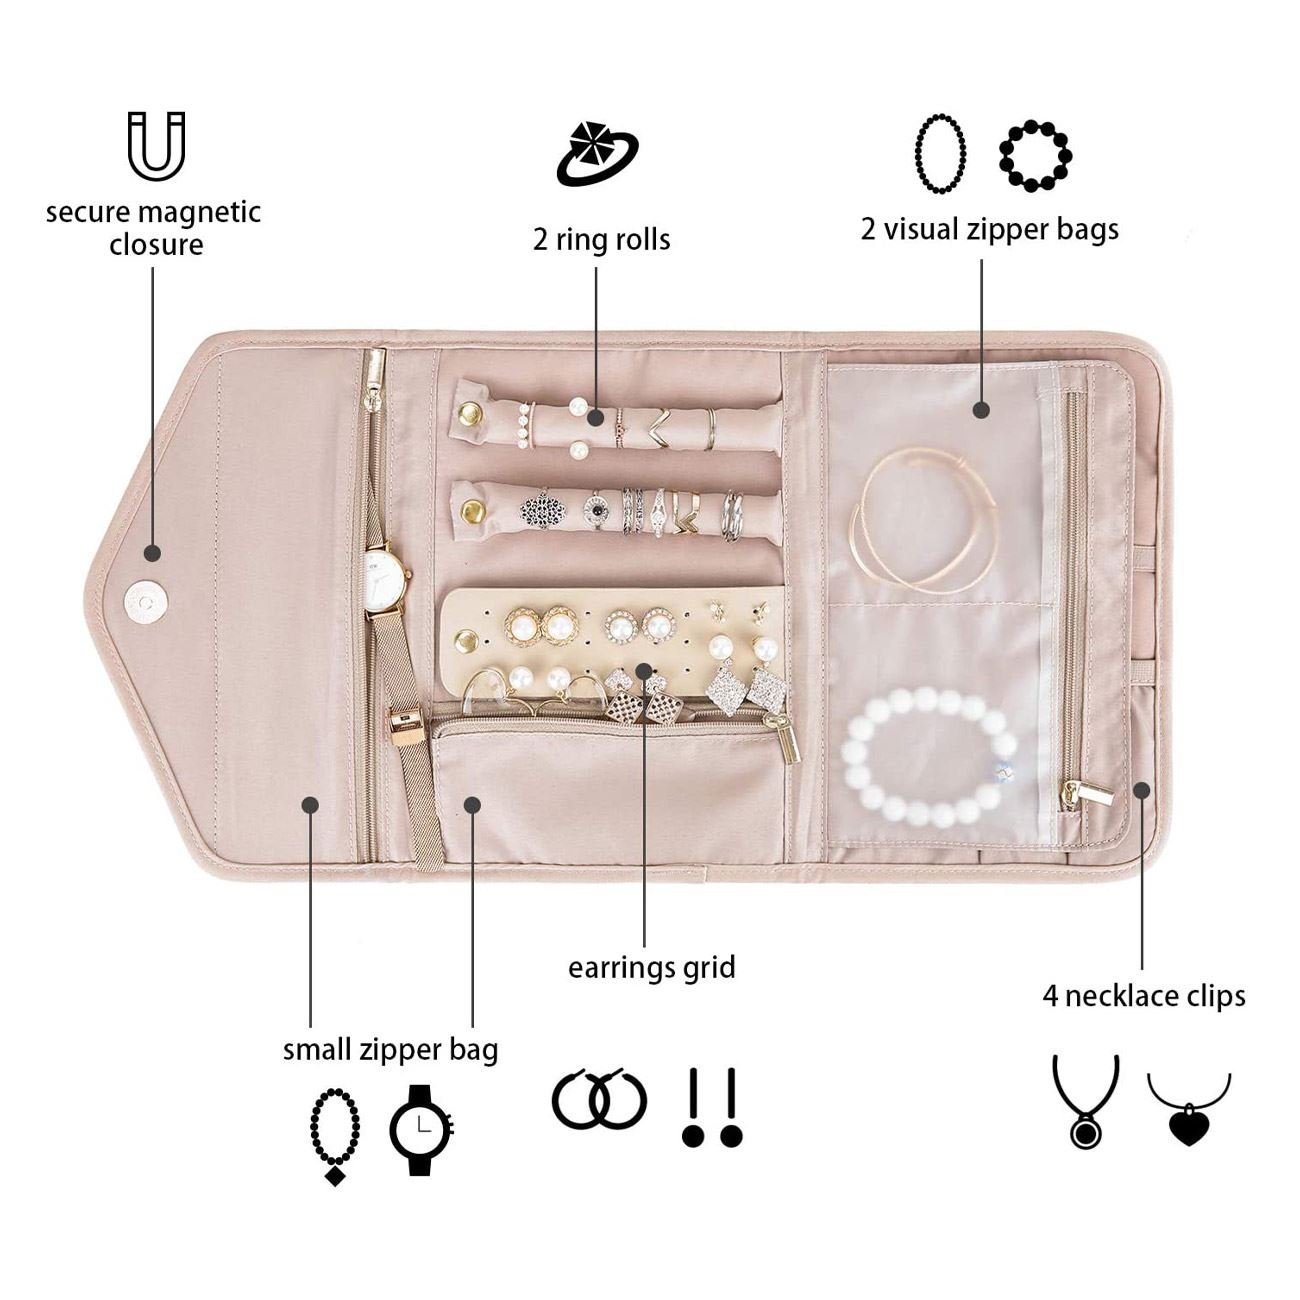 secure magnetic
closure
2 ring rolls
2 visual zipper bags
earrings grid
4 necklace clips
small zipper bag